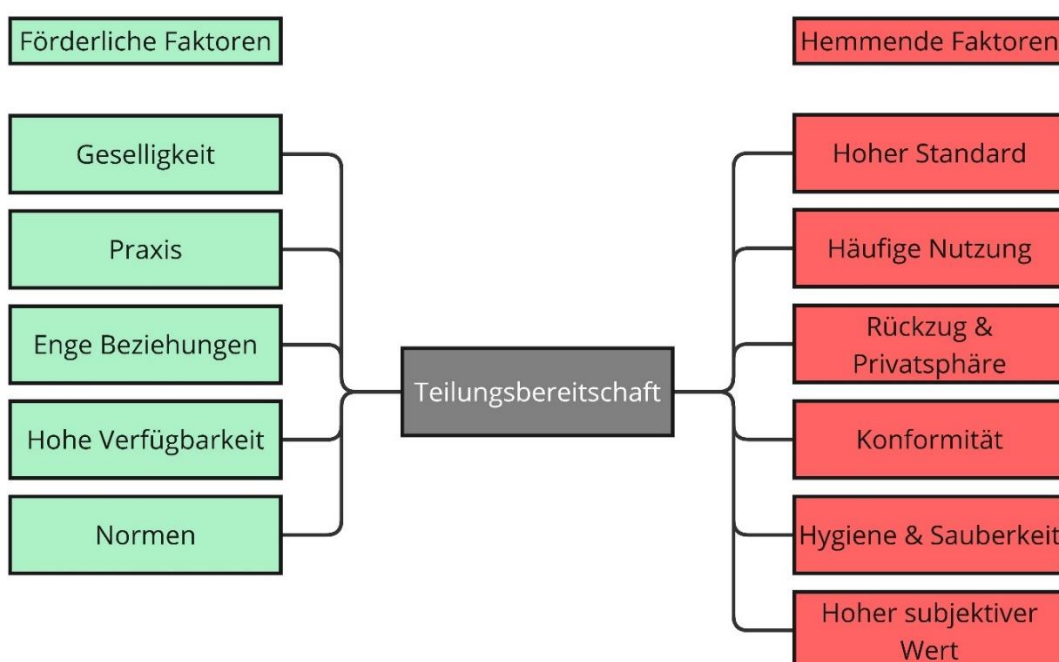 Förderliche Faktoren
Geselligkeit
Praxis
Enge Beziehungen
Hohe Verfügbarkeit
Normen
Teilungsbereitschaft
Hemmende Faktoren
Hoher Standard
Häufige Nutzung
Rückzug &
Privatsphäre
Konformität
Hygiene & Sauberkeit
Hoher subjektiver
Wert